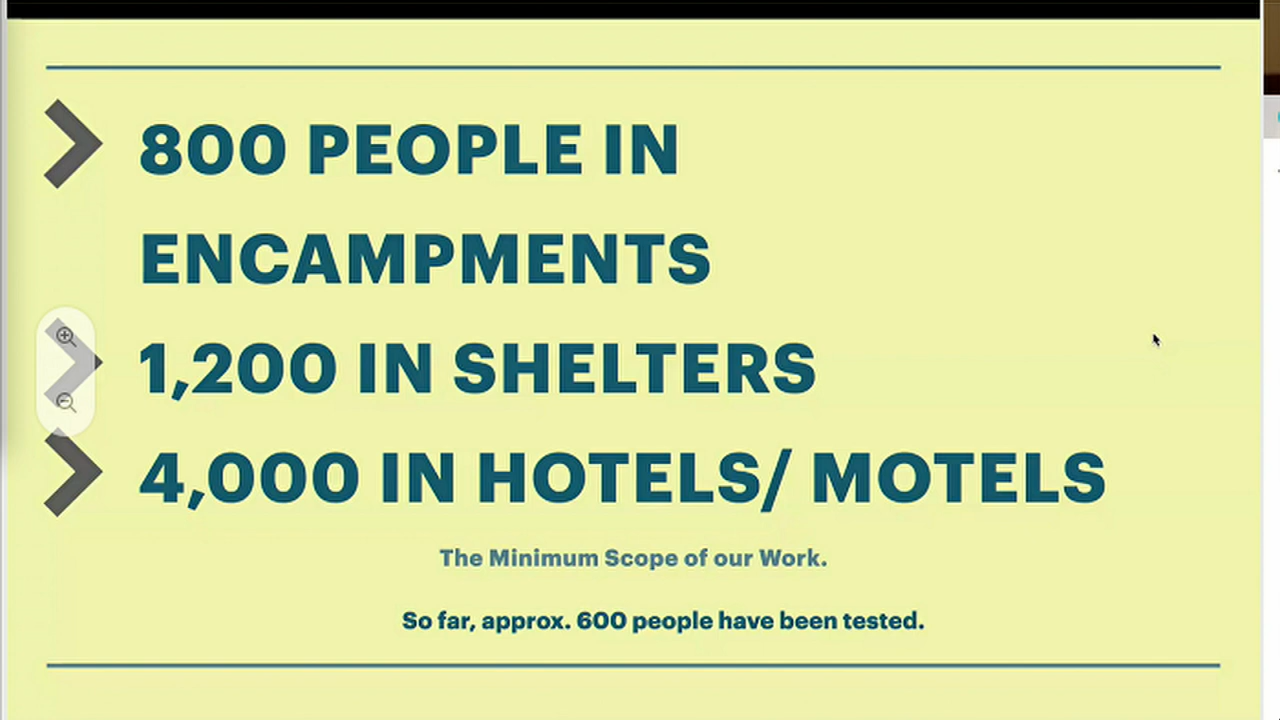 800 PEOPLE IN
ENCAMPMENTS
1,200 IN SHELTERS
4,000 IN HOTELS/ MOTELS
The Minimum Scope of our Work.
So far, approx. 600 people have been tested.